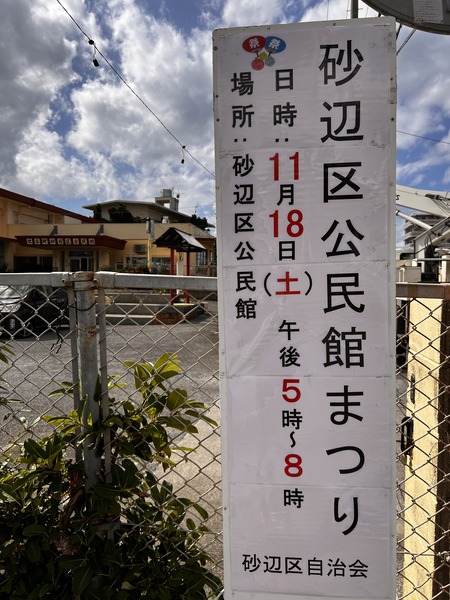 祭 祭
砂辺区公民館まつり
日時：11月18日（土）午後5時〜8時
場所：砂辺区公民館
砂辺区自治会